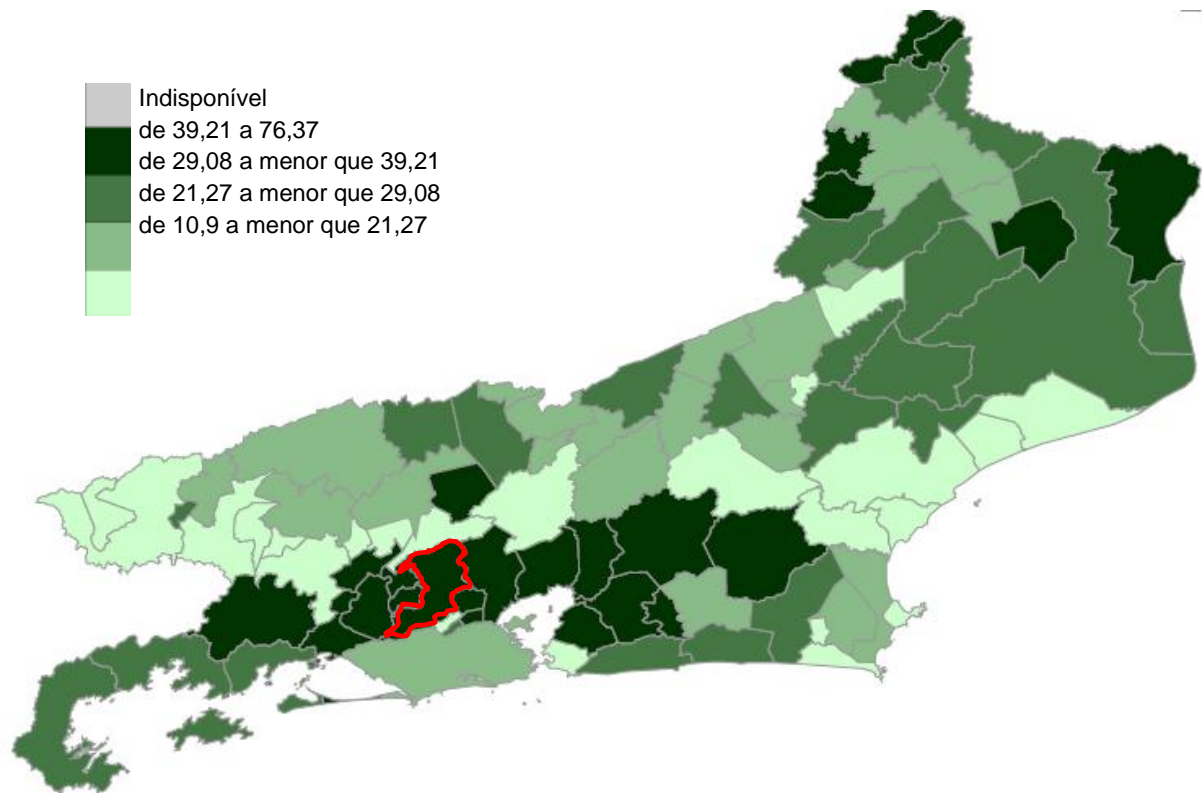 Indisponível
de 39,21 a 76,37
de 29,08 a menor que 39,21
de 21,27 a menor que 29,08
de 10,9 a menor que 21,27